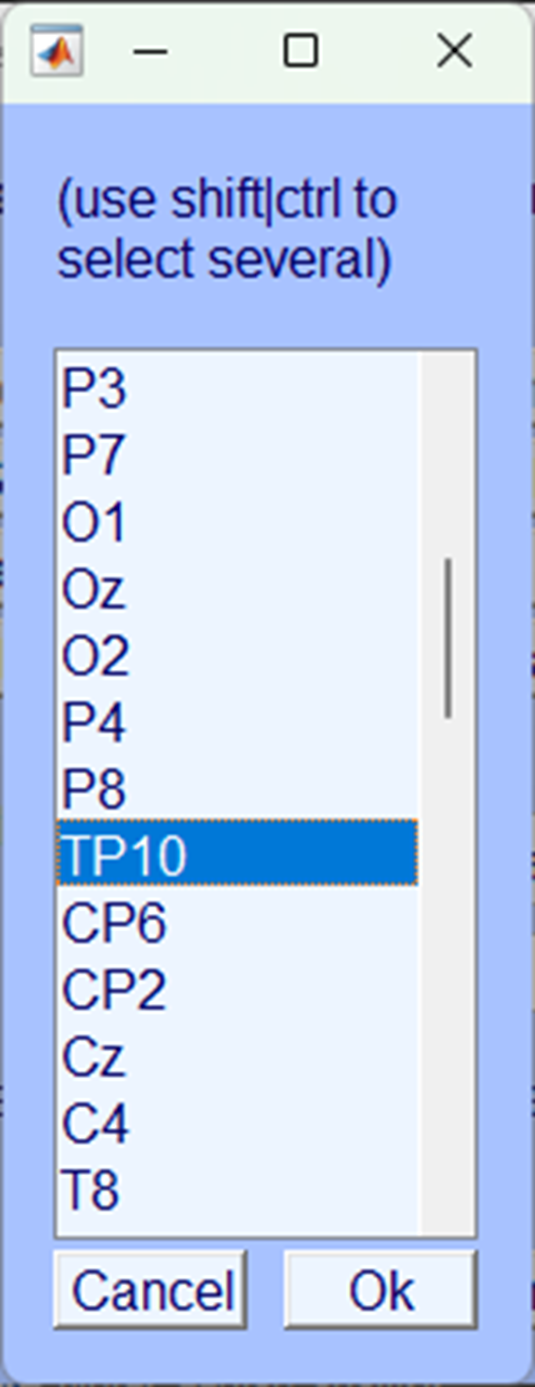 (use shift|ctrl to
select several)
P3
P7
O1
Oz
O2
P4
P8
TP10
CP6
CP2
Cz
C4
T8
Cancel
Ok